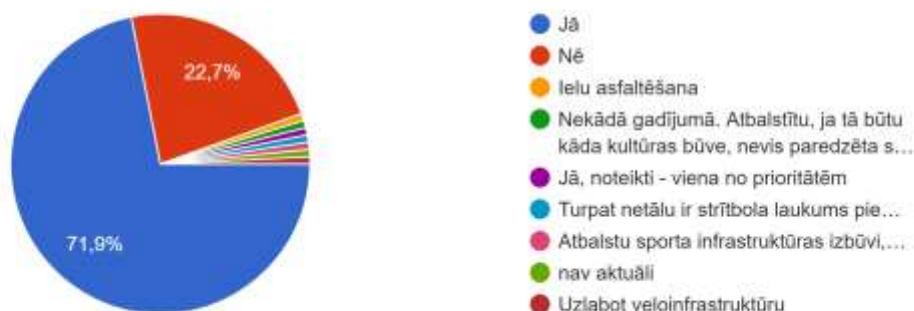 22,7%
71,9%
Jā
Nē
Ielu asfaltēšana
Nekādā gadījumā. Atbalstītu, ja tā būtu
kāda kultūras būve, nevis paredzēta s...
Jā, noteikti - viena no prioritātēm
Turpat netālu ir strītbola laukums pie...
Atbalstu sporta infrastruktūras izbūvi,...
nav aktuāli
Uzlabot veloinfrastruktūru